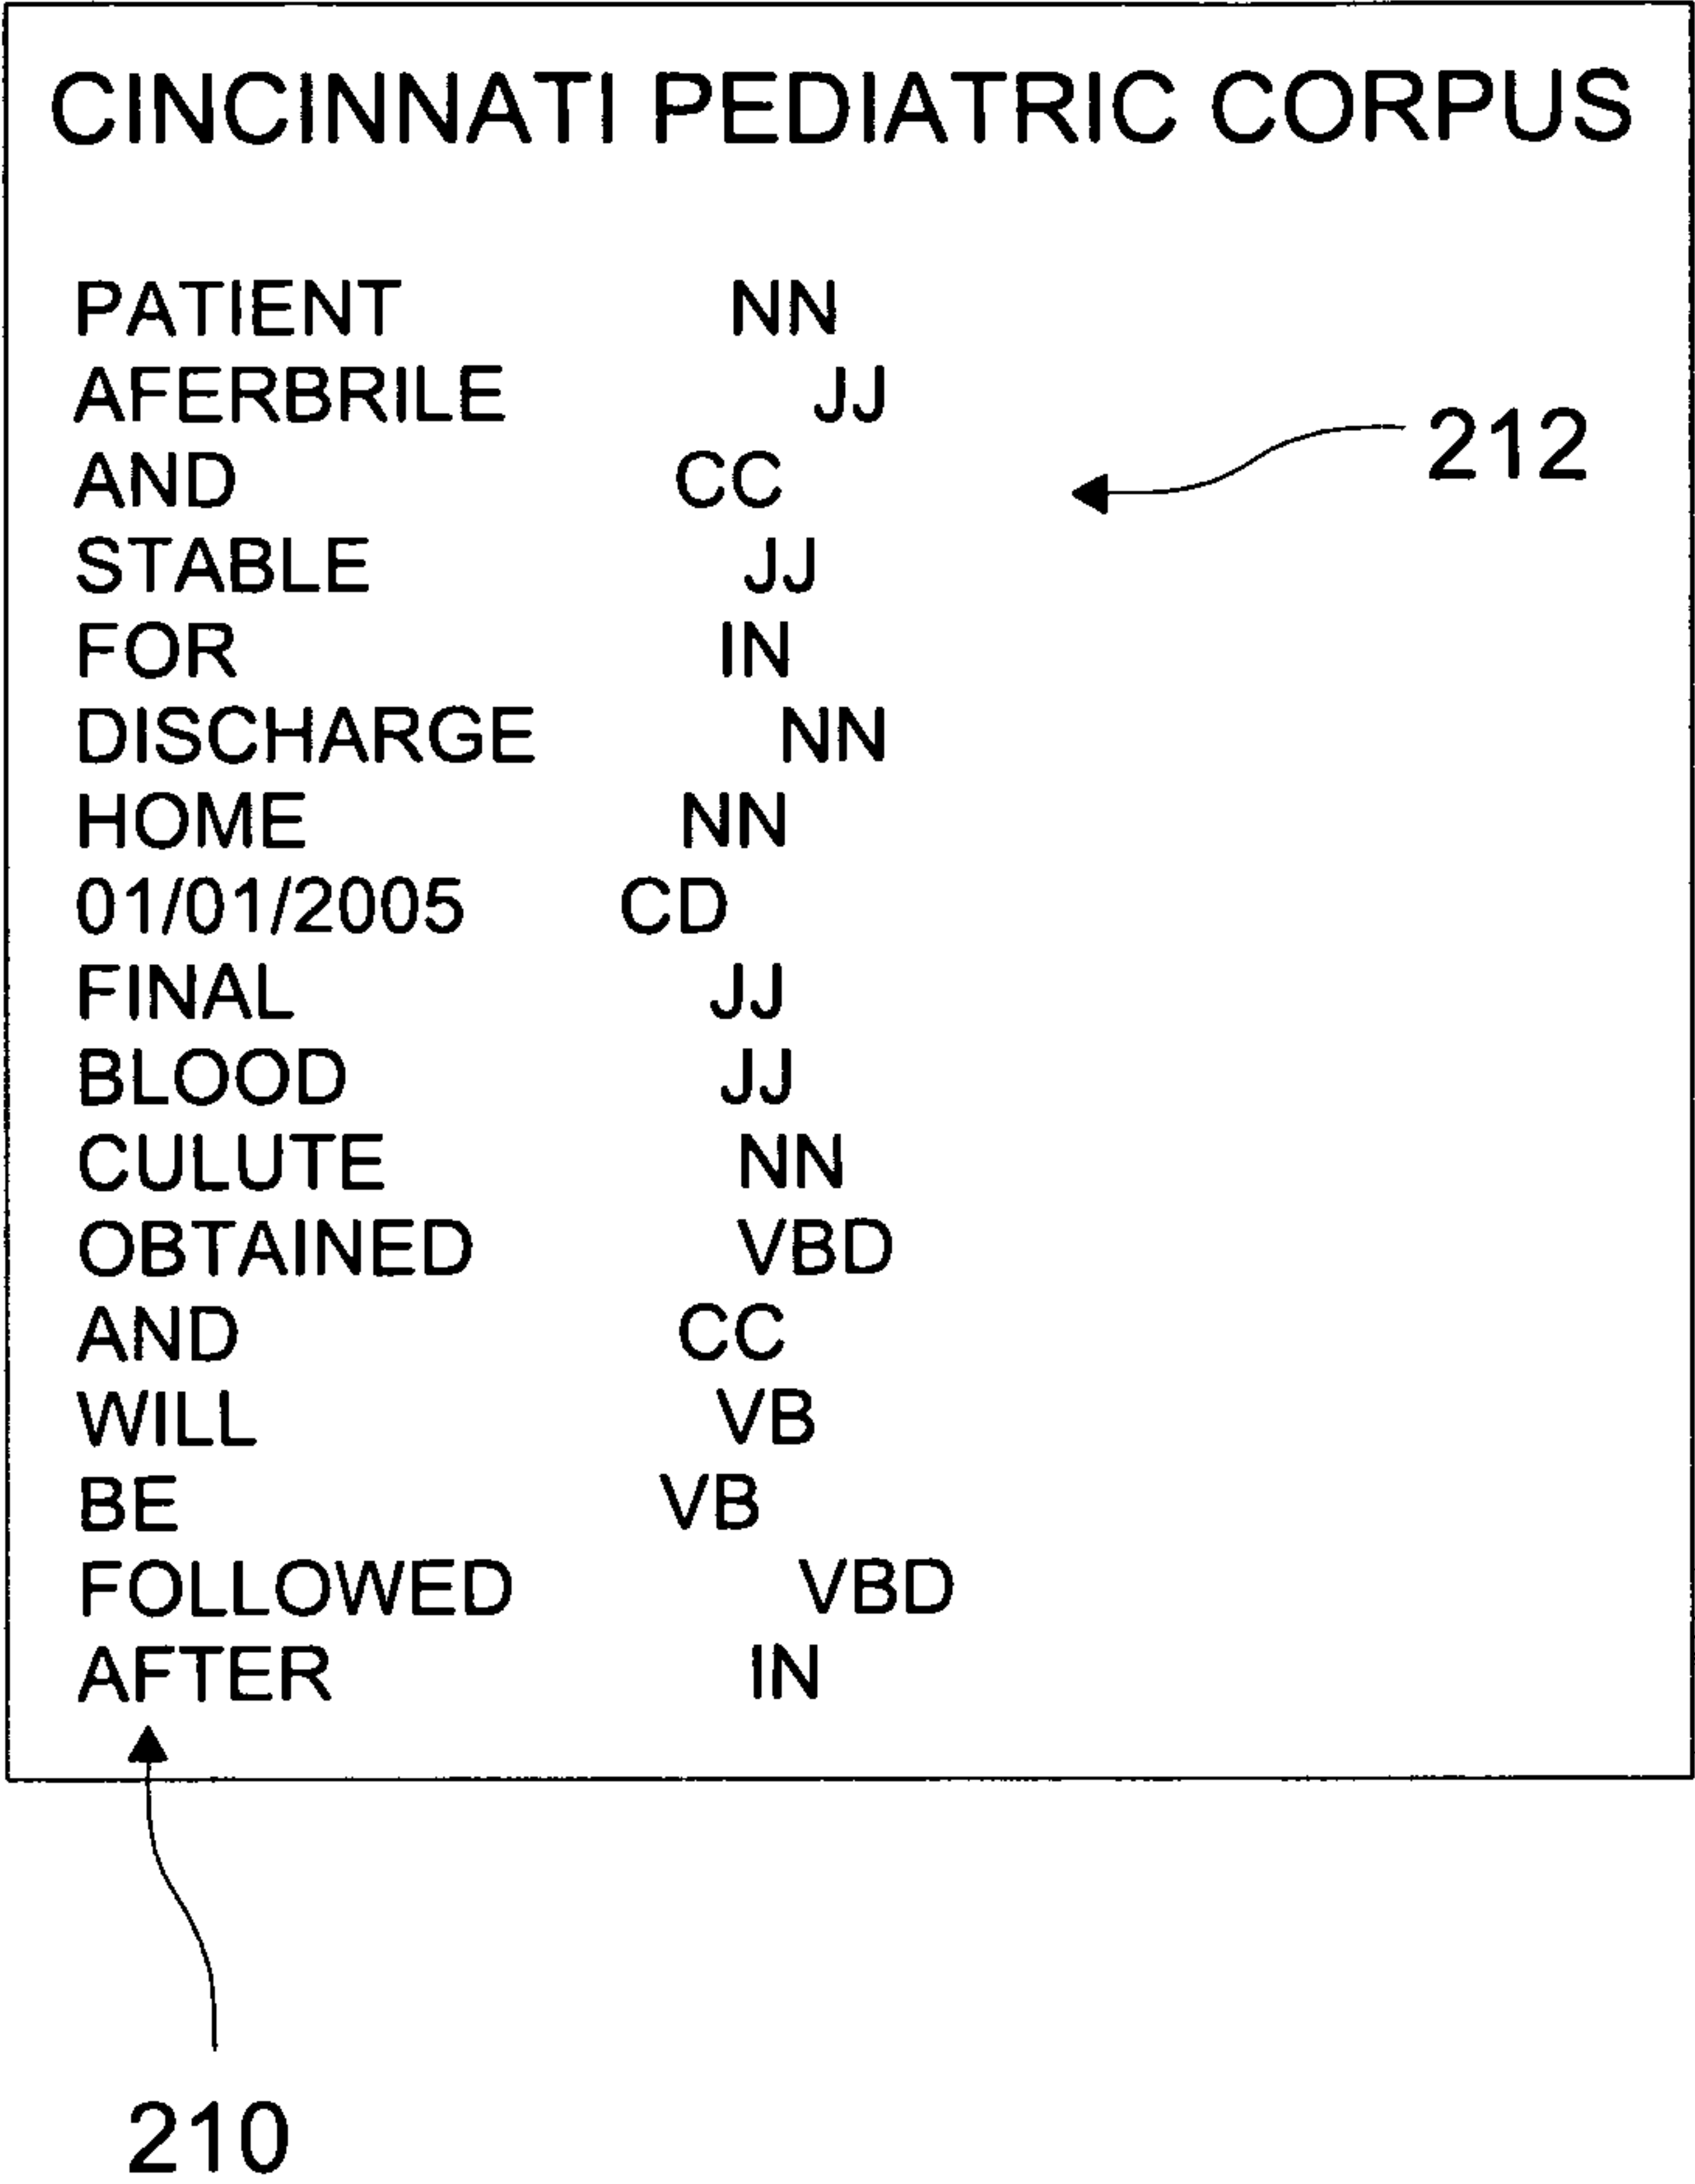 CINCINNATI PEDIATRIC CORPUS
PATIENT NN
AFERBRILE JJ
AND CC
212
STABLE JJ
FOR IN
DISCHARGE NN
HOME NN
01/01/2005 CD
FINAL JJ
BLOOD JJ
CULUTE NN
OBTAINED VBD
AND CC
WILL VB
BE VB
FOLLOWED VBD
AFTER IN
210